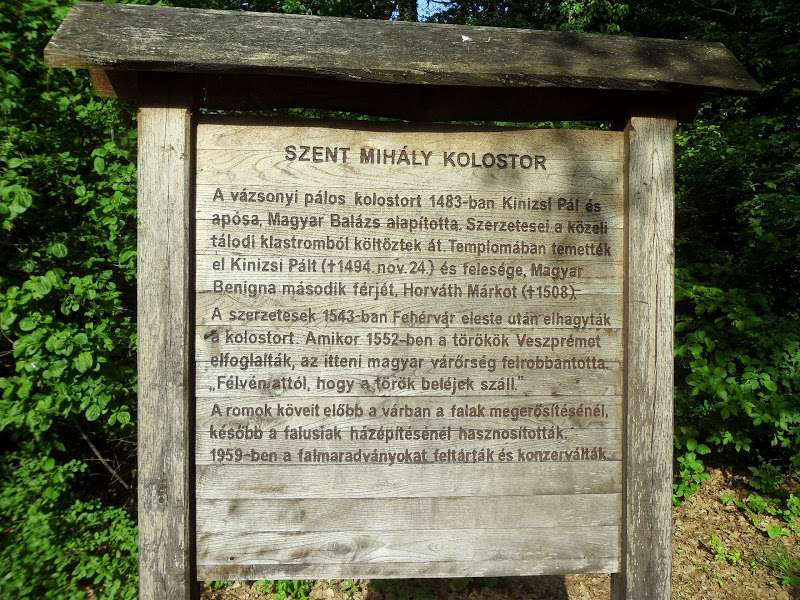 SZENT MIHÁLY KOLOSTOR
A vázsonyi pálos kolostort 1483-ban Kinizsi Pál és
apósa, Magyar Balázs alapította. Szerzetesei a közeli
tálodi klastromból költöztek át. Templomában temették
el Kinizsi Pált (†1494. nov. 24.) és felesége, Magyar
Benigna második férjét, Horváth Márkot (†1508).
A szerzetesek 1543-ban Fehérvár eleste után elhagyták
a kolostort. Amikor 1552-ben a törökök Veszprémet
elfoglalták, az itteni magyar várőrség felrobbantotta.
„Félvén attól, hogy a török beléjek száll."
A romok köveit előbb a várban a falak megerősítésénél,
később a falusiak házépítésénél hasznosították.
1959-ben a falmaradványokat feltárták és konzerválták.